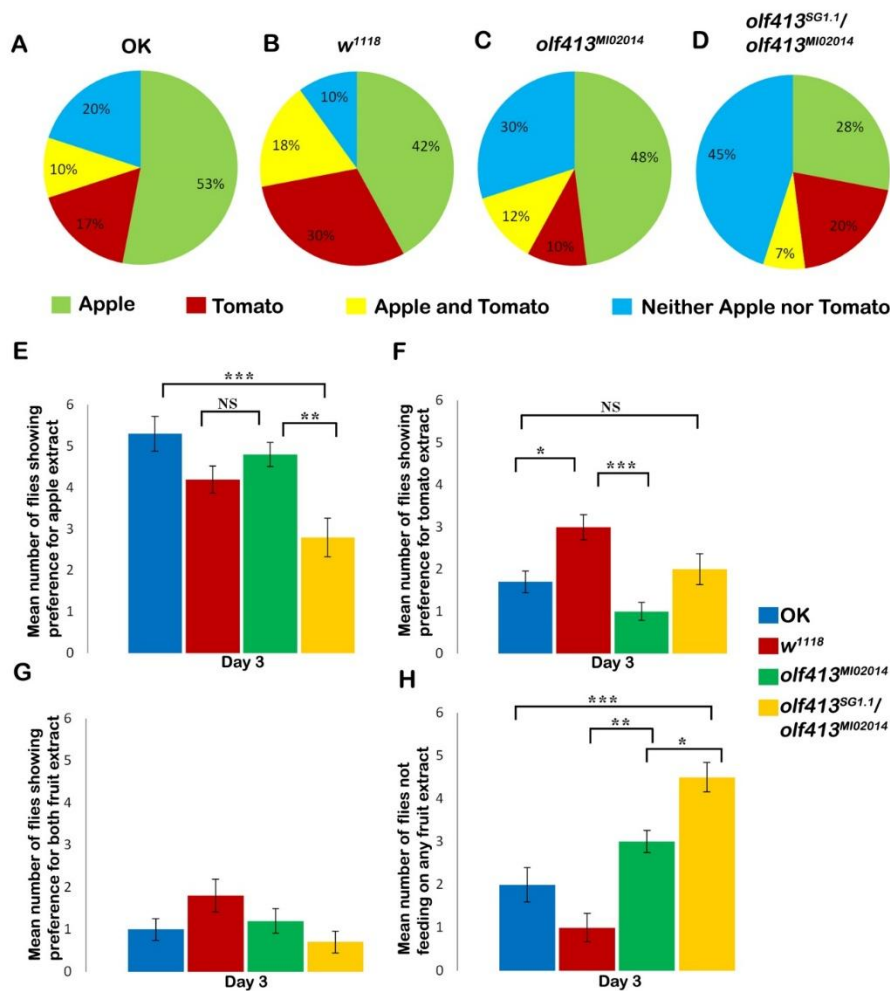 A OK
B w1118
C olf413MI02014
D olf413SG1.1/
olf413MI02014
20%
10%
17%
53%
10%
18%
30%
42%
30%
12%
10%
48%
45%
7%
20%
28%
Apple
Tomato
Apple and Tomato
Neither Apple nor Tomato
E
Mean number of flies showing
preference for apple extract
6
5
4
3
2
1
0
***
NS
**
Day 3
F
Mean number of flies showing
preference for tomato extract
6
5
4
3
2
1
0
NS
*
***
Day 3
OK
w1118
olf413MI02014
olf413SG1.1/
olf413MI02014
G
Mean number of flies showing
preference for both fruit extract
6
5
4
3
2
1
0
Day 3
H
Mean number of flies not
feeding on any fruit extract
6
5
4
3
2
1
0
***
**
*
Day 3